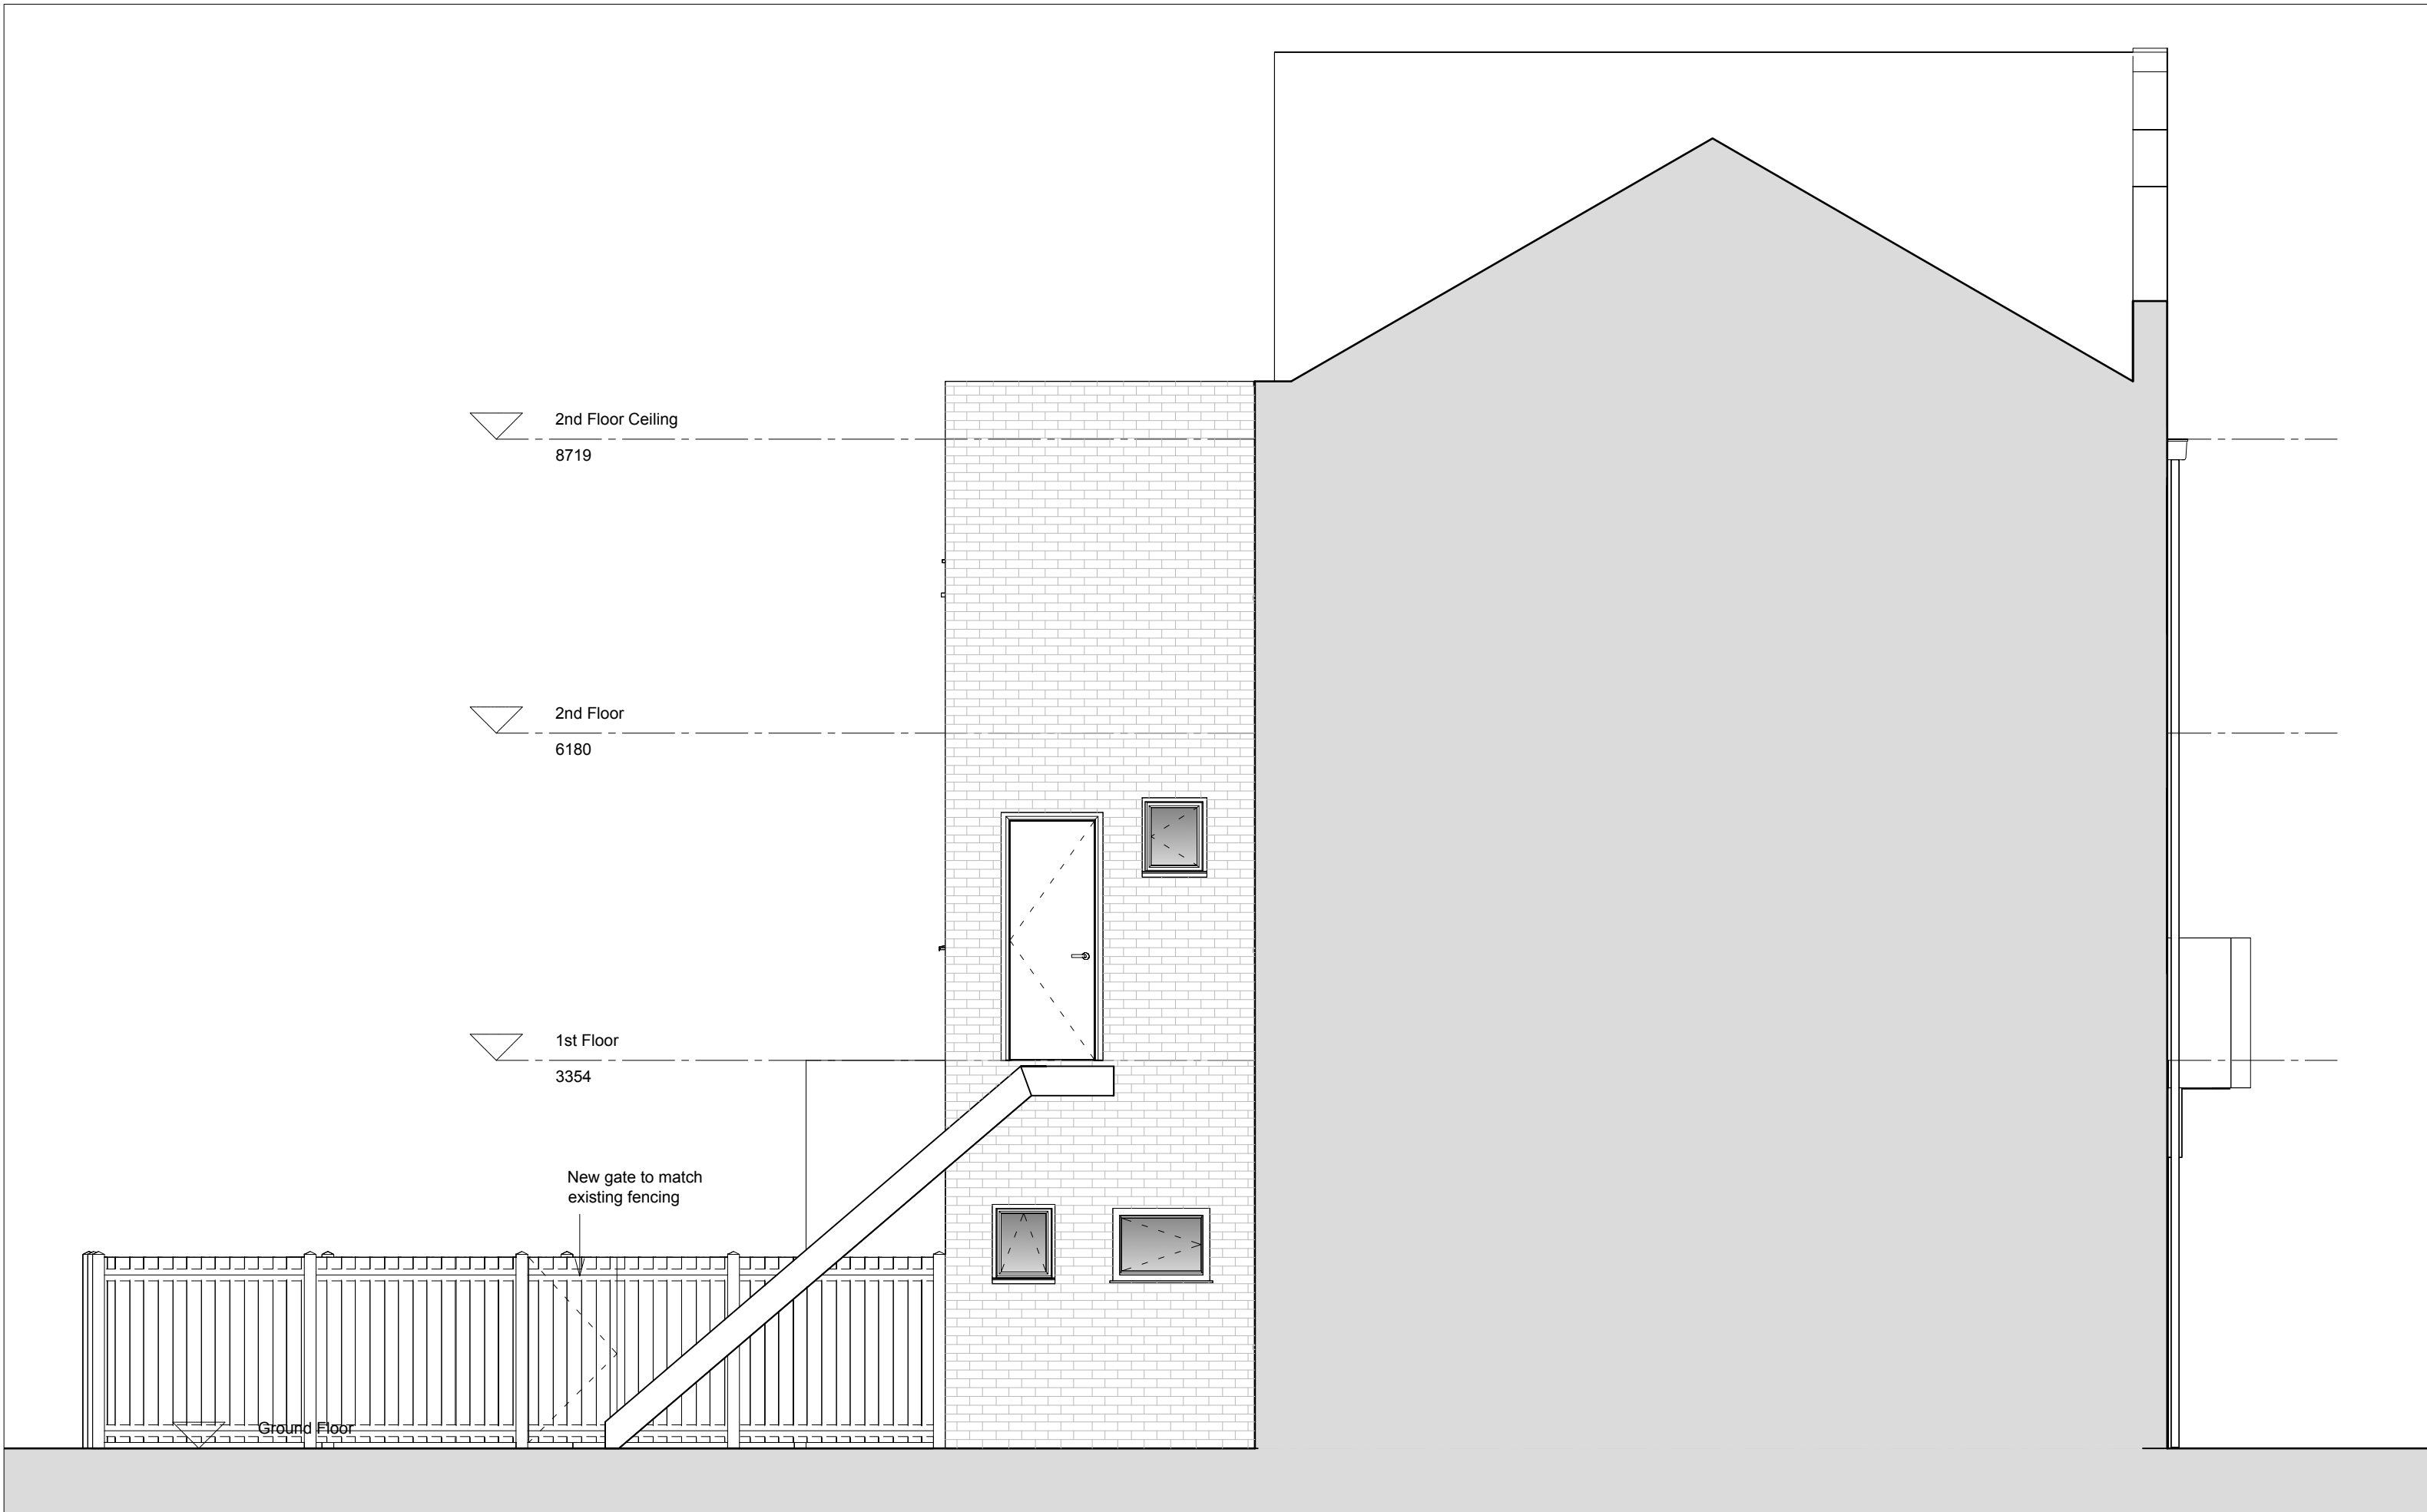 2nd Floor Ceiling
8719
2nd Floor
6180
1st Floor
3354
New gate to match
existing fencing
Ground Floor